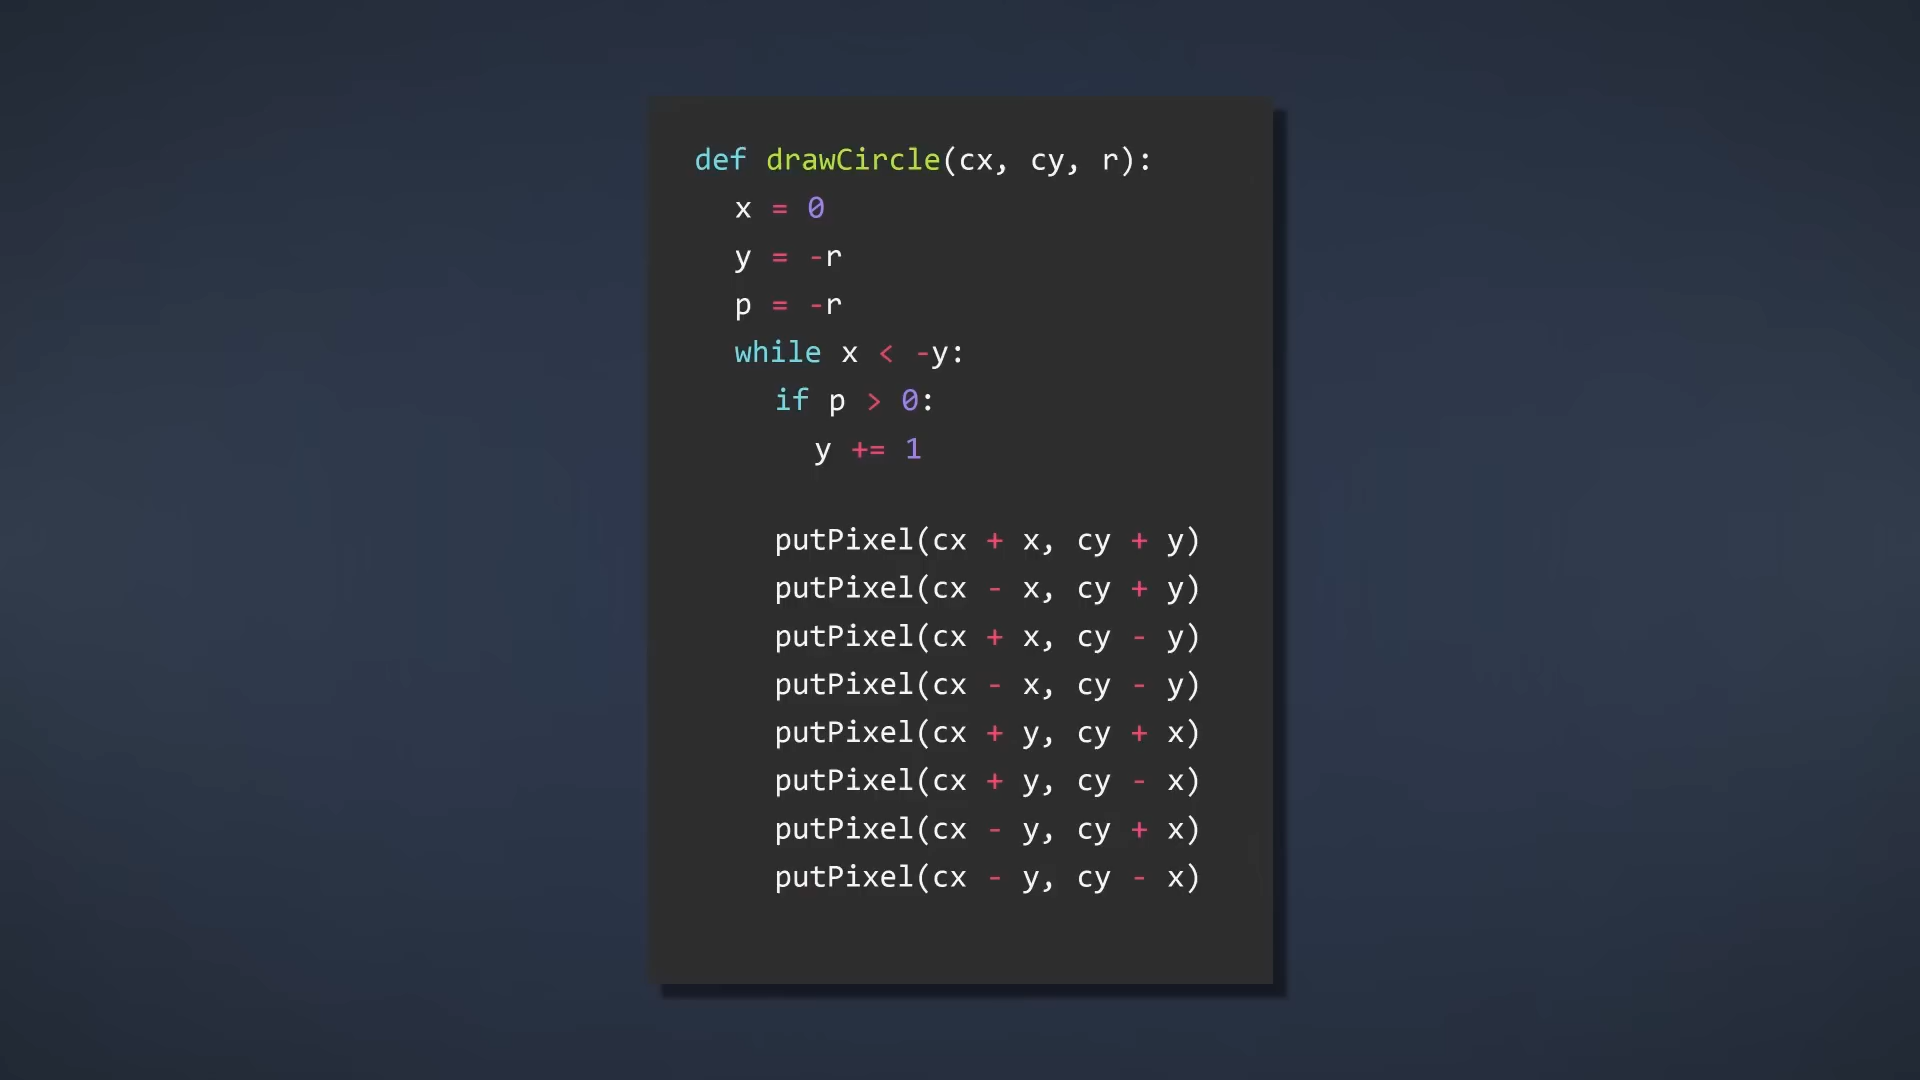 def drawCircle(cx, cy, r):
  x = 0
  y = -r
  p = -r
  while x < -y:
    if p > 0:
      y += 1

    putPixel(cx + x, cy + y)
    putPixel(cx - x, cy + y)
    putPixel(cx + x, cy - y)
    putPixel(cx - x, cy - y)
    putPixel(cx + y, cy + x)
    putPixel(cx + y, cy - x)
    putPixel(cx - y, cy + x)
    putPixel(cx - y, cy - x)